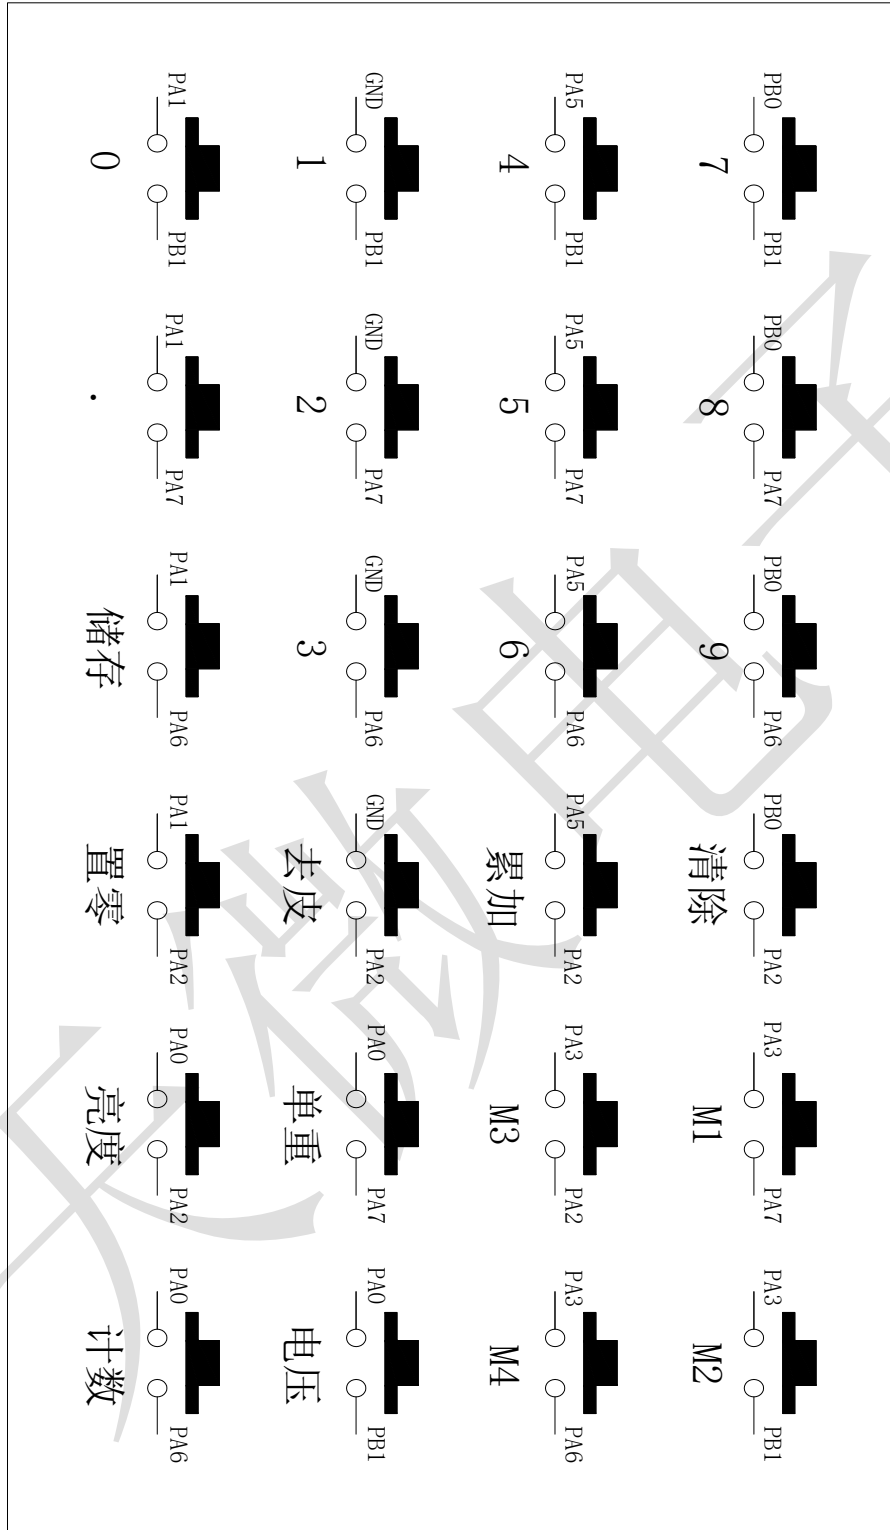 PB0 PB1 PB0 PA7 PB0 PA6 PB0 PA2 PA3 PA7 PA3 PB1
7 8 9 清除 M1 M2
PA5 PB1 PA5 PA7 PA5 PA6 PA5 PA2 PA3 PA2 PA3 PA6
4 5 6 累加 M3 M4
GND PB1 GND PA7 GND PA6 GND PA2 PA0 PA7 PA0 PB1
1 2 3 去皮 单重 电压
PA1 PB1 PA1 PA7 PA1 PA6 PA1 PA2 PA0 PA2 PA0 PA6
0 . 储存 置零 亮度 计数
天微电子